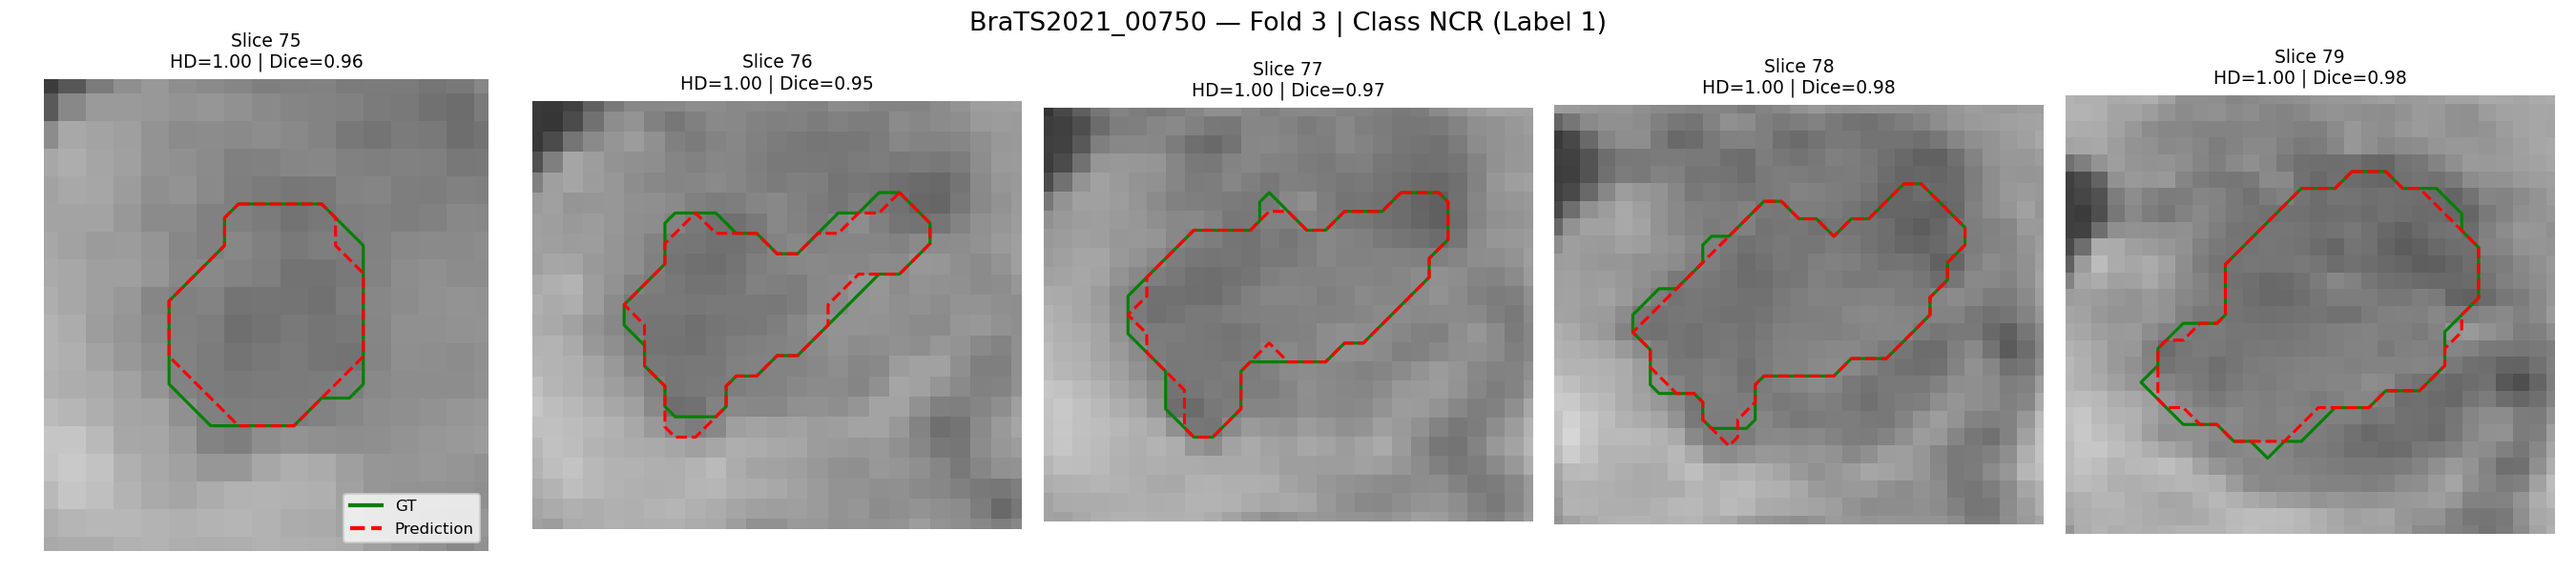 BraTS2021_00750 — Fold 3 | Class NCR (Label 1)
Slice 75
HD=1.00 | Dice=0.96
Slice 76
HD=1.00 | Dice=0.95
Slice 77
HD=1.00 | Dice=0.97
Slice 78
HD=1.00 | Dice=0.98
Slice 79
HD=1.00 | Dice=0.98
GT
Prediction